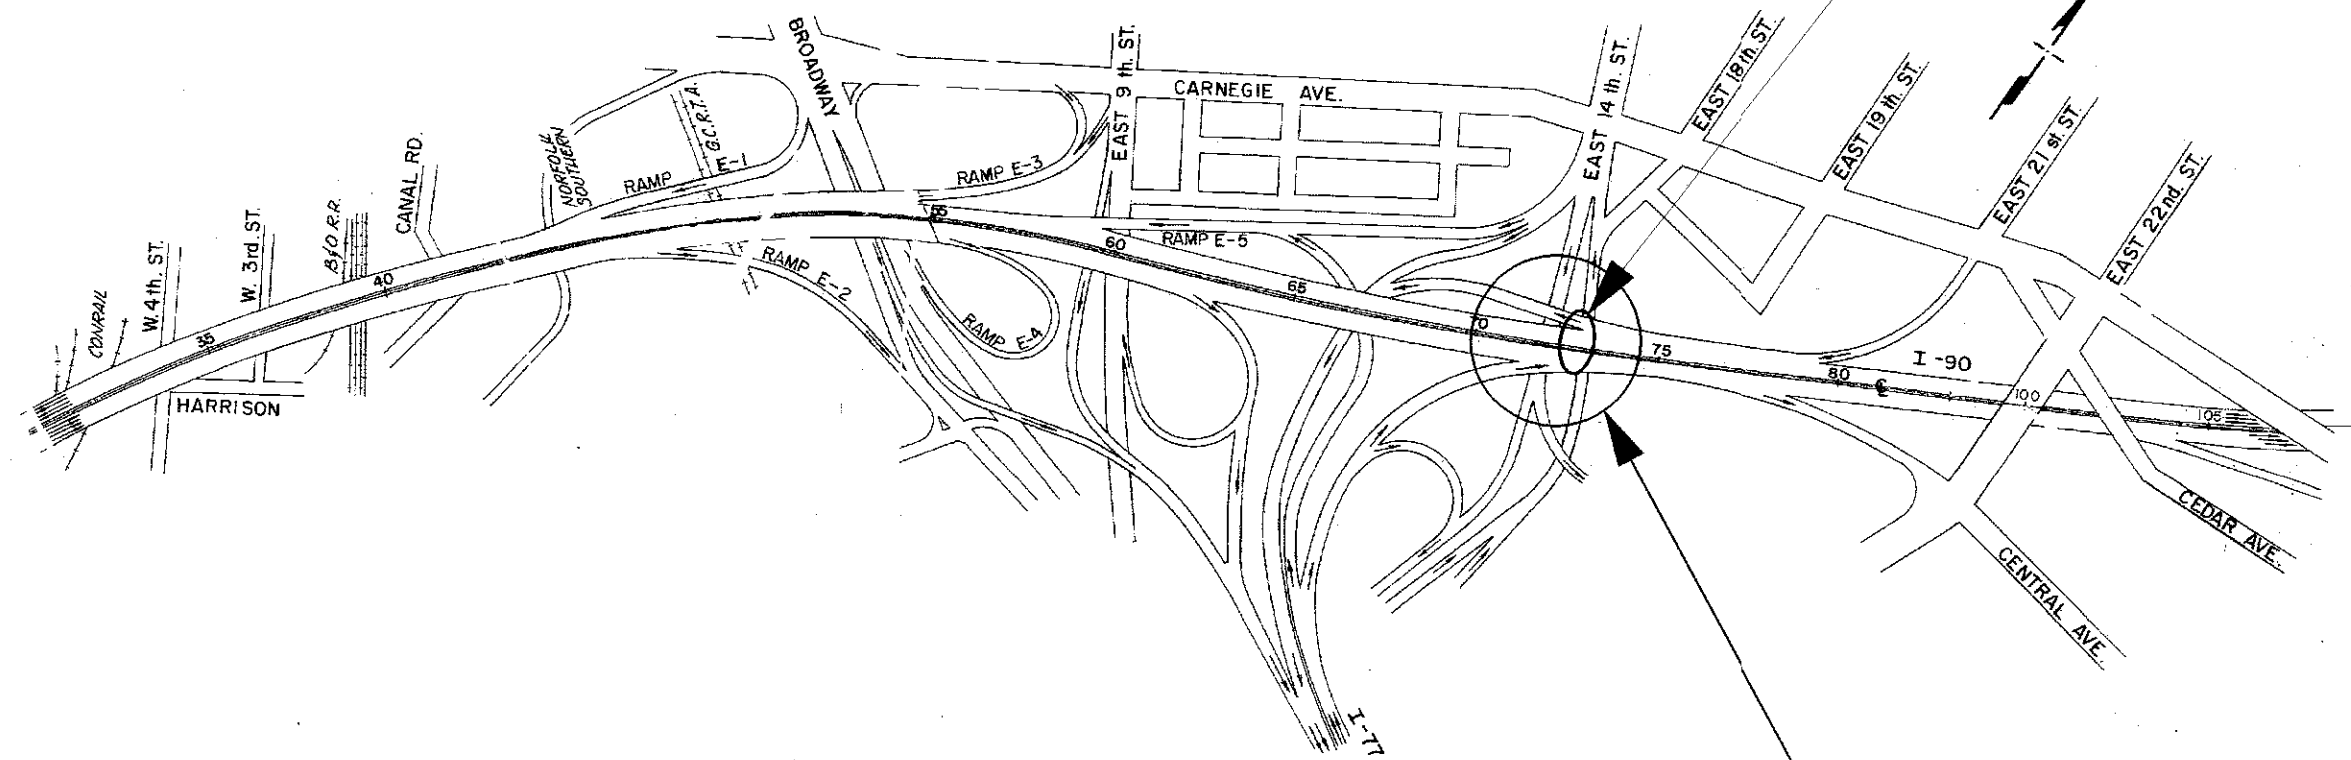 BROADWAY
EAST 9th. ST.
CARNEGIE AVE.
EAST 14th. ST.
EAST 18th. ST.
EAST 19th. ST.
EAST 21st. ST.
EAST 22nd. ST.
G.C.R.T.A.
NORFOLK
SOUTHERN
CANAL RD.
B&O R.R.
W. 3rd ST.
W. 4th. ST.
CONRAIL
HARRISON
RAMP E-1
RAMP E-2
RAMP E-3
RAMP E-4
RAMP E-5
35
40
55
60
65
70
75
80
℄
100
105
I-90
I-77
CEDAR AVE.
CENTRAL AVE.